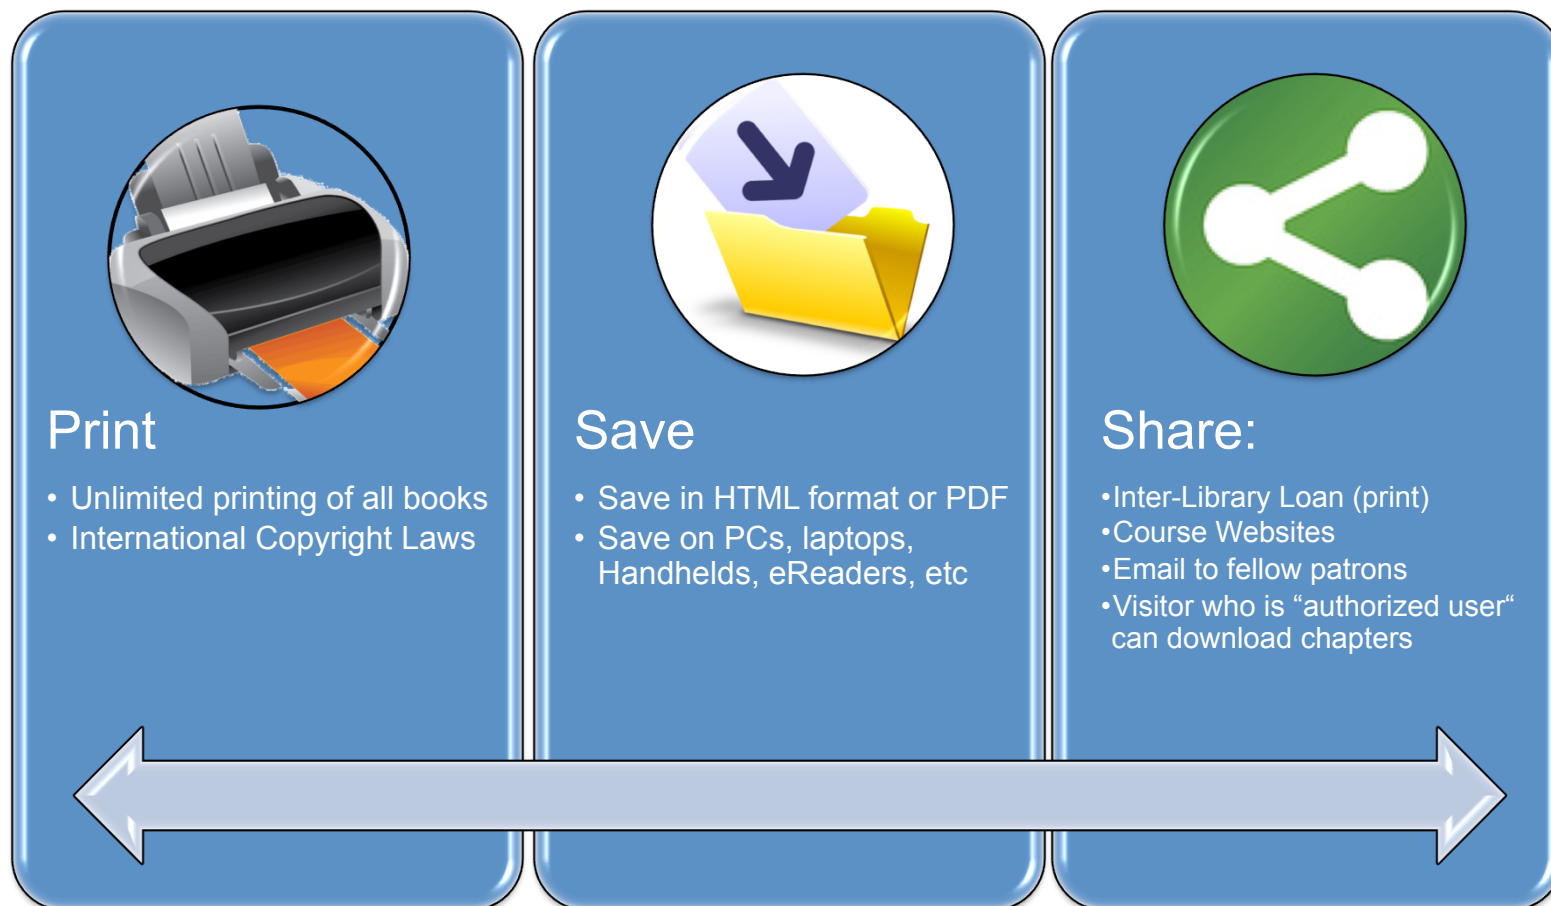 Print
• Unlimited printing of all books
• International Copyright Laws
Save
• Save in HTML format or PDF
• Save on PCs, laptops,
Handhelds, eReaders, etc
Share:
•Inter-Library Loan (print)
•Course Websites
•Email to fellow patrons
•Visitor who is “authorized user“
can download chapters